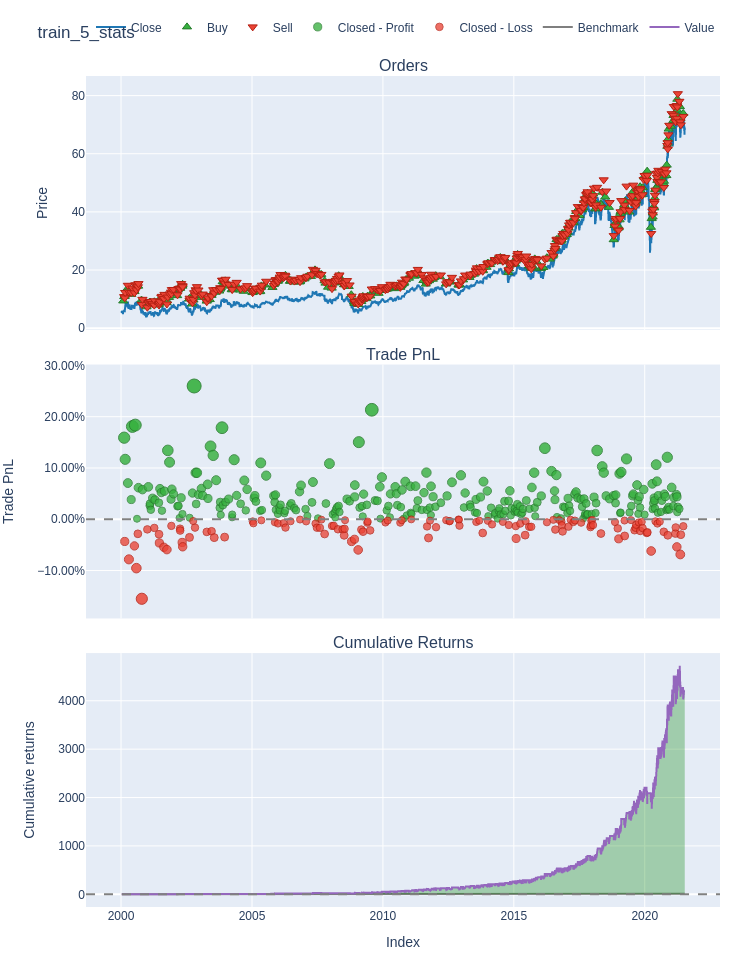 train_5_stats
Close Buy Sell Closed - Profit Closed - Loss Benchmark Value
Orders
80
60
40
20
0
Price
Trade PnL
30.00%
20.00%
10.00%
0.00%
−10.00%
Trade PnL
Cumulative Returns
4000
3000
2000
1000
0
Cumulative returns
2000 2005 2010 2015 2020
Index